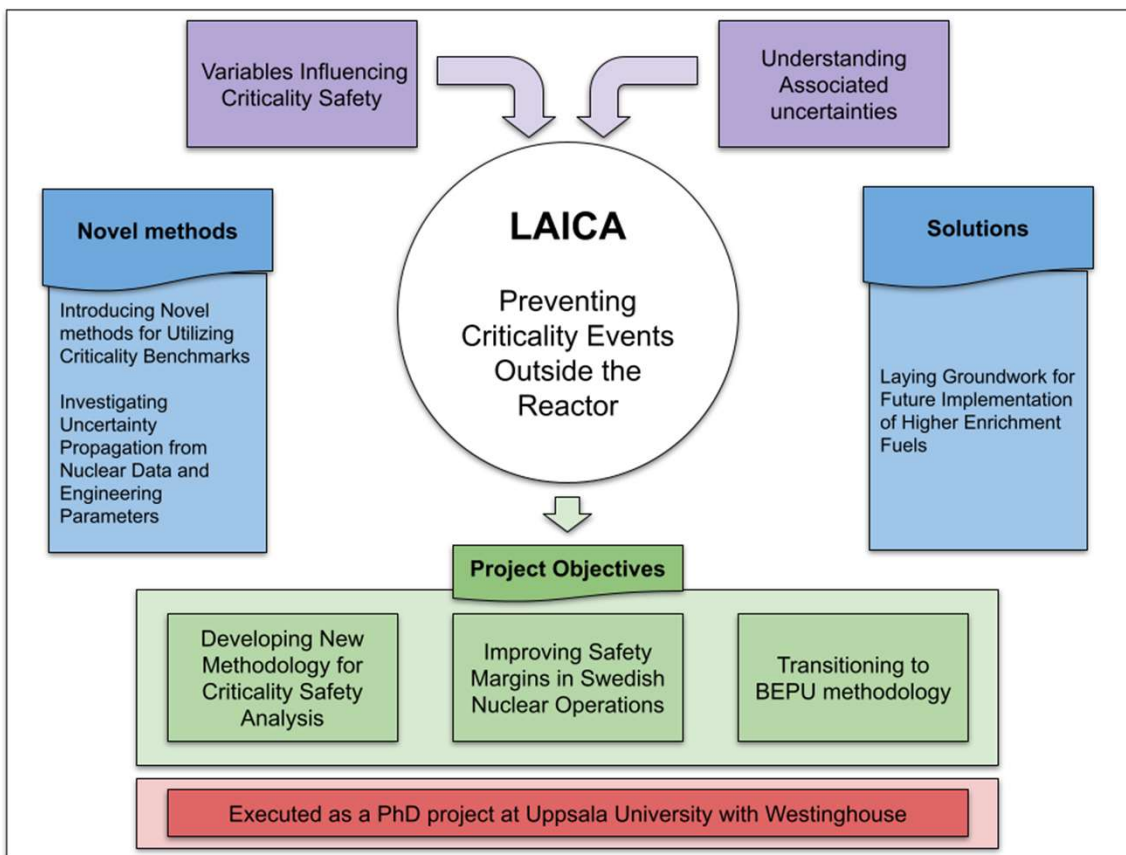 Variables Influencing
Criticality Safety
Understanding
Associated
uncertainties
LAICA
Preventing
Criticality Events
Outside the
Reactor
Novel methods
Introducing Novel
methods for Utilizing
Criticality Benchmarks
Investigating
Uncertainty
Propagation from
Nuclear Data and
Engineering
Parameters
Solutions
Laying Groundwork for
Future Implementation
of Higher Enrichment
Fuels
Project Objectives
Developing New
Methodology for
Criticality Safety
Analysis
Improving Safety
Margins in Swedish
Nuclear Operations
Transitioning to
BEPU methodology
Executed as a PhD project at Uppsala University with Westinghouse